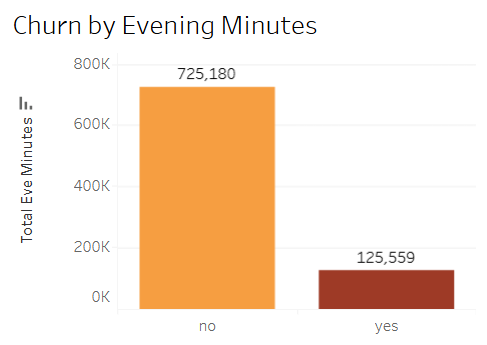 Churn by Evening Minutes
Total Eve Minutes
800K
600K
400K
200K
0K
725,180
125,559
no
yes